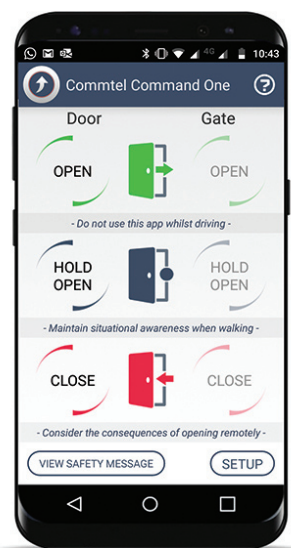 4G 10:43
Commtel Command One ?
Door Gate
OPEN OPEN
- Do not use this app whilst driving -
HOLD OPEN HOLD OPEN
- Maintain situational awareness when walking -
CLOSE CLOSE
- Consider the consequences of opening remotely -
VIEW SAFETY MESSAGE SETUP